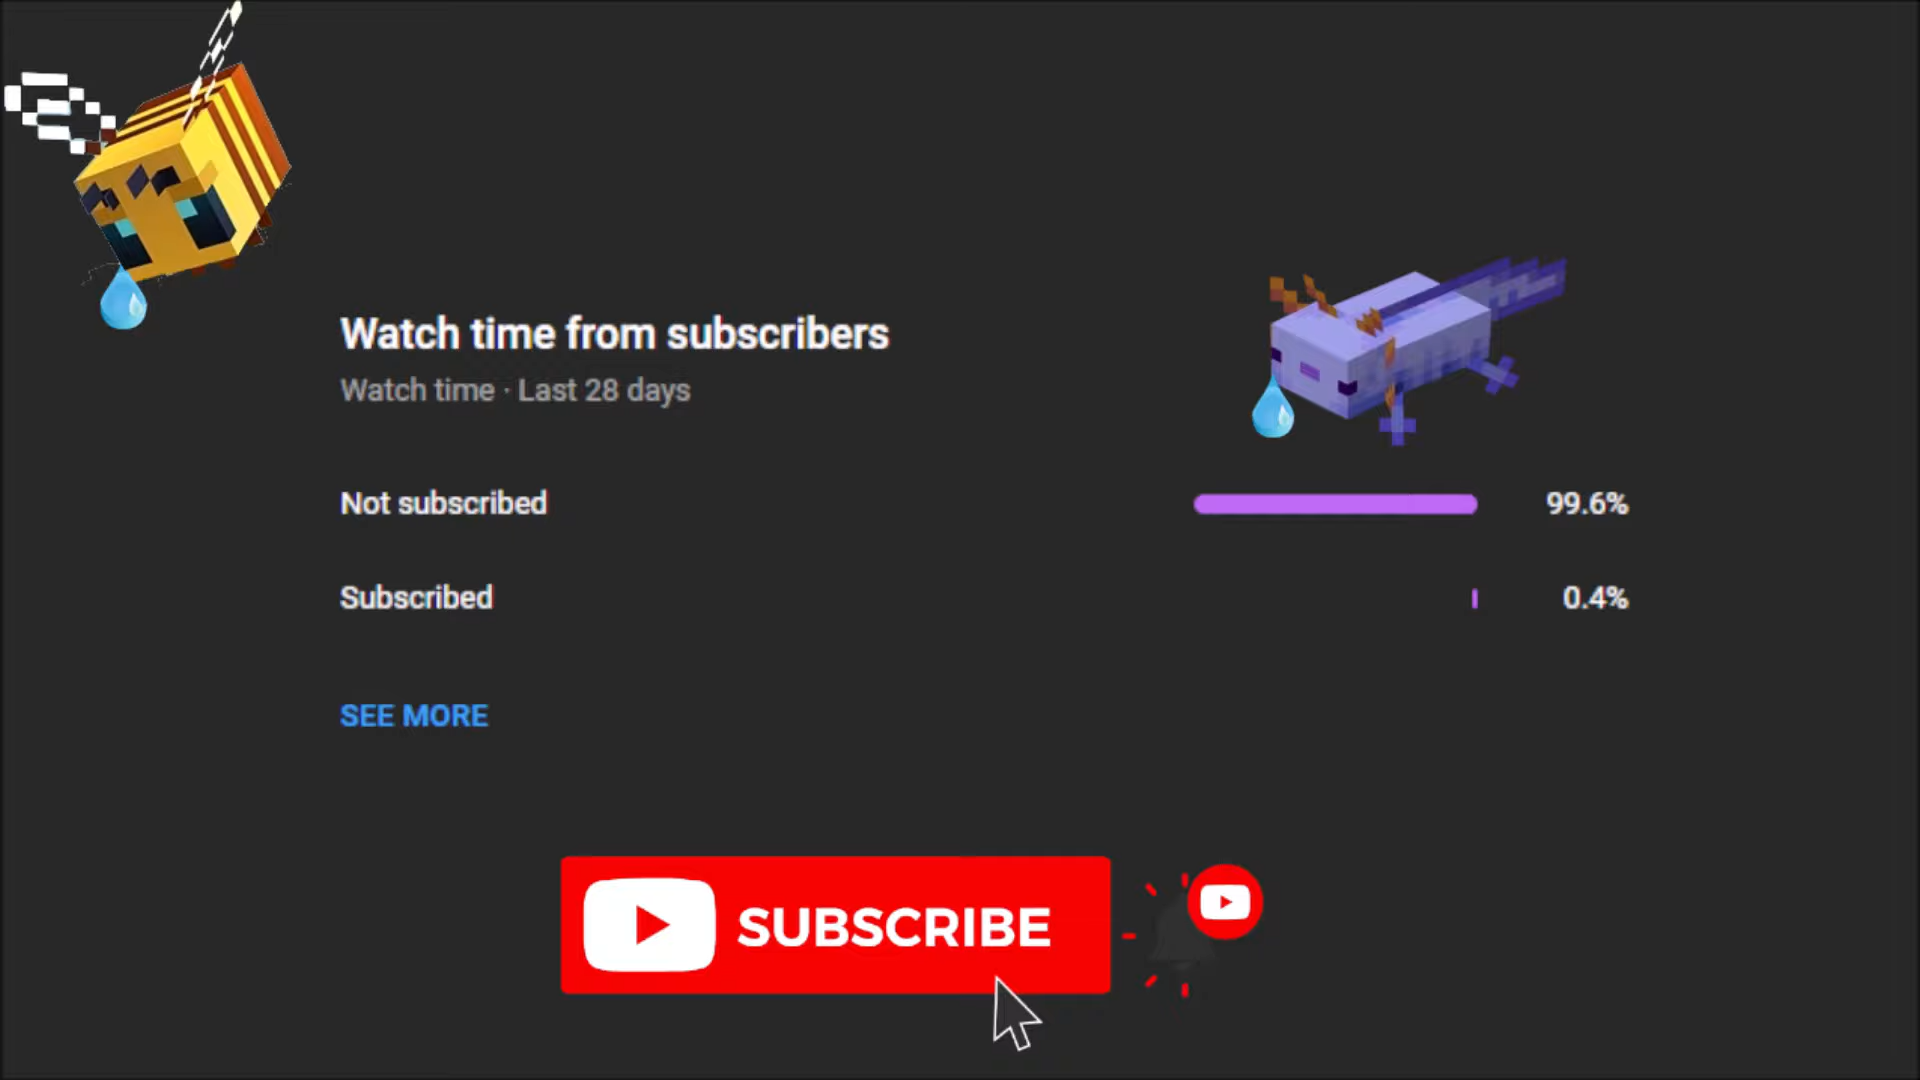 Watch time from subscribers
Watch time · Last 28 days
Not subscribed 99.6%
Subscribed 0.4%
SEE MORE
SUBSCRIBE